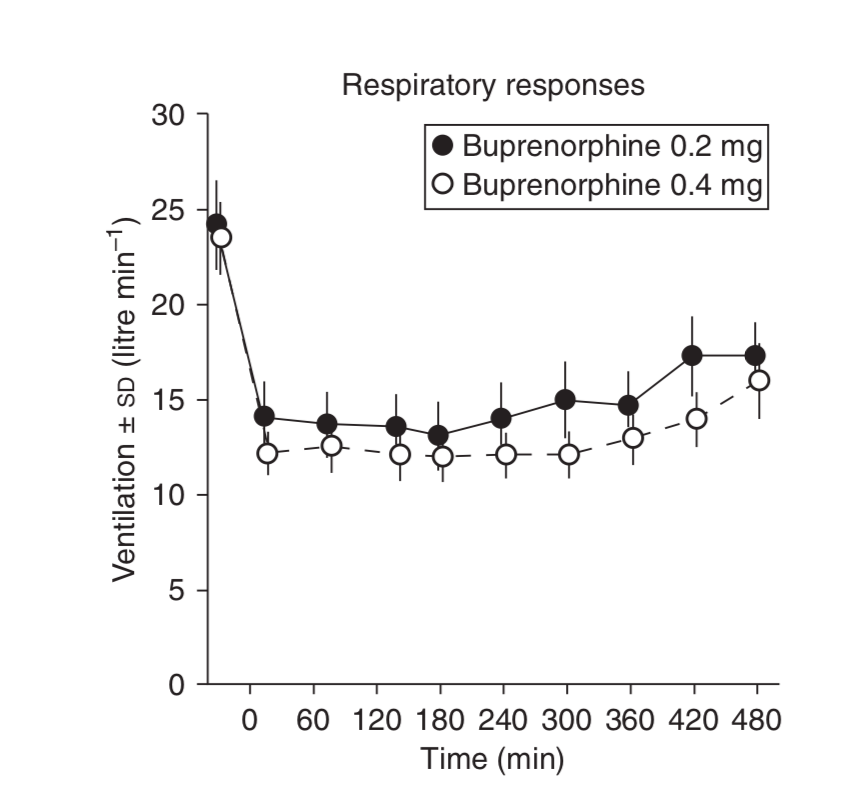 Respiratory responses
30
Buprenorphine 0.2 mg
Buprenorphine 0.4 mg
25
20
15
10
5
0
Ventilation ± SD (litre min⁻¹)
0 60 120 180 240 300 360 420 480
Time (min)